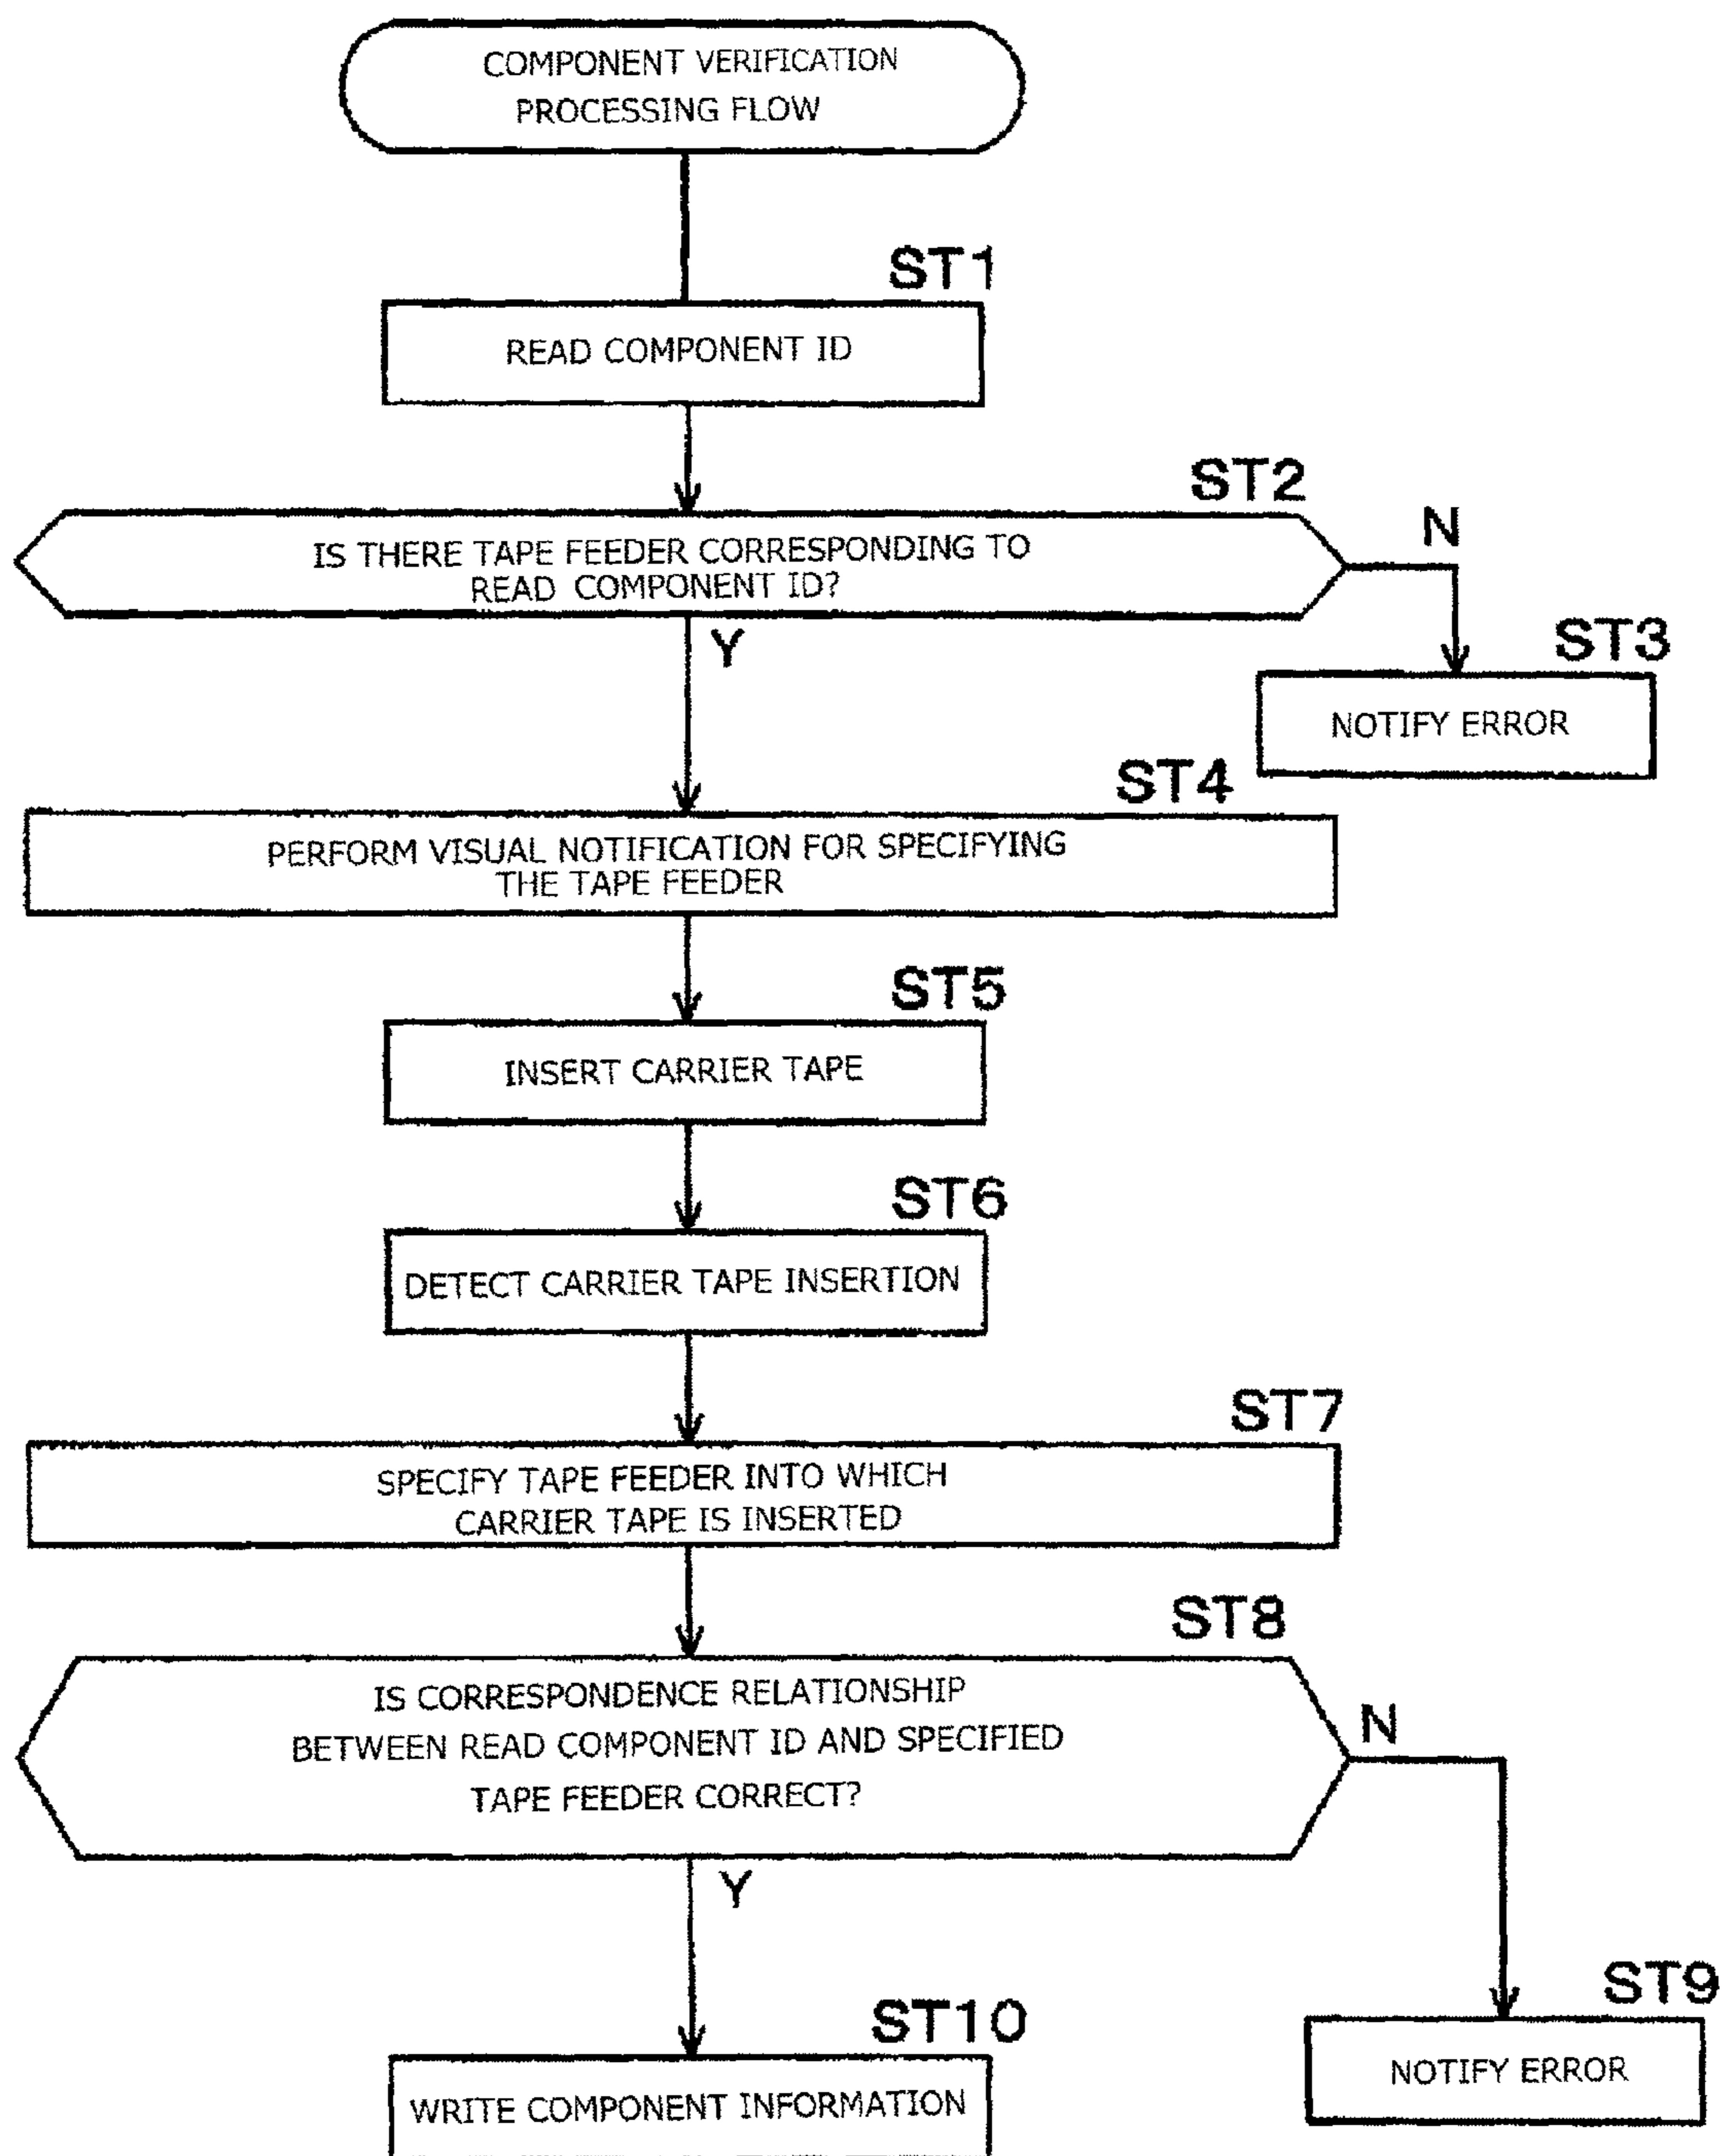 COMPONENT VERIFICATION
PROCESSING FLOW
ST1
READ COMPONENT ID
ST2
IS THERE TAPE FEEDER CORRESPONDING TO
READ COMPONENT ID?
N
Y
ST3
NOTIFY ERROR
ST4
PERFORM VISUAL NOTIFICATION FOR SPECIFYING
THE TAPE FEEDER
ST5
INSERT CARRIER TAPE
ST6
DETECT CARRIER TAPE INSERTION
ST7
SPECIFY TAPE FEEDER INTO WHICH
CARRIER TAPE IS INSERTED
ST8
IS CORRESPONDENCE RELATIONSHIP
BETWEEN READ COMPONENT ID AND SPECIFIED
TAPE FEEDER CORRECT?
N
Y
ST9
NOTIFY ERROR
ST10
WRITE COMPONENT INFORMATION